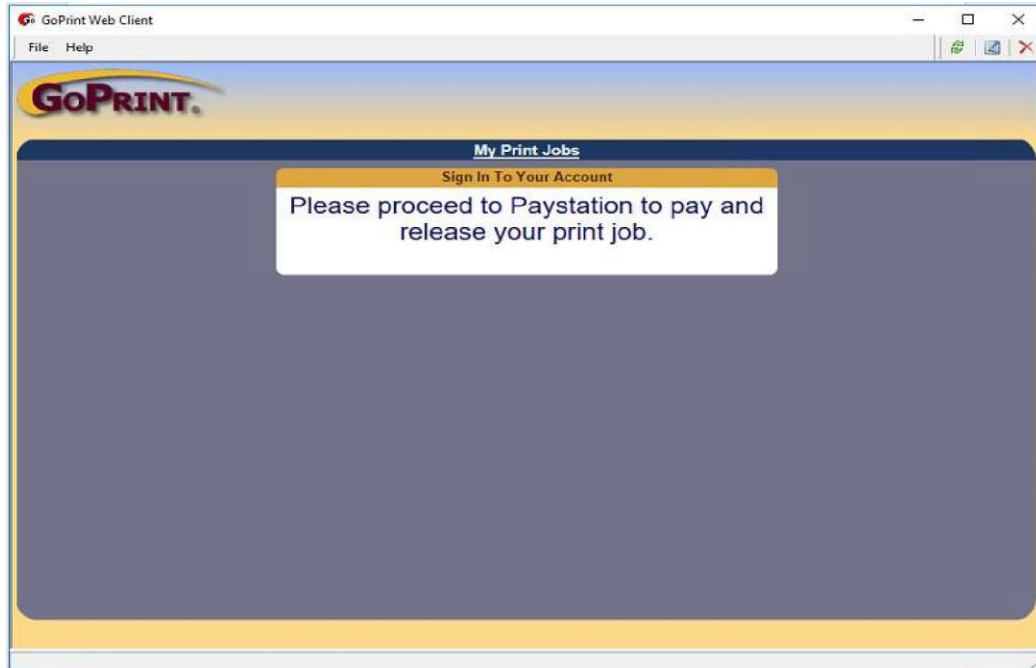 GoPrint Web Client
File Help
GOPRINT.
My Print Jobs
Sign In To Your Account
Please proceed to Paystation to pay and
release your print job.